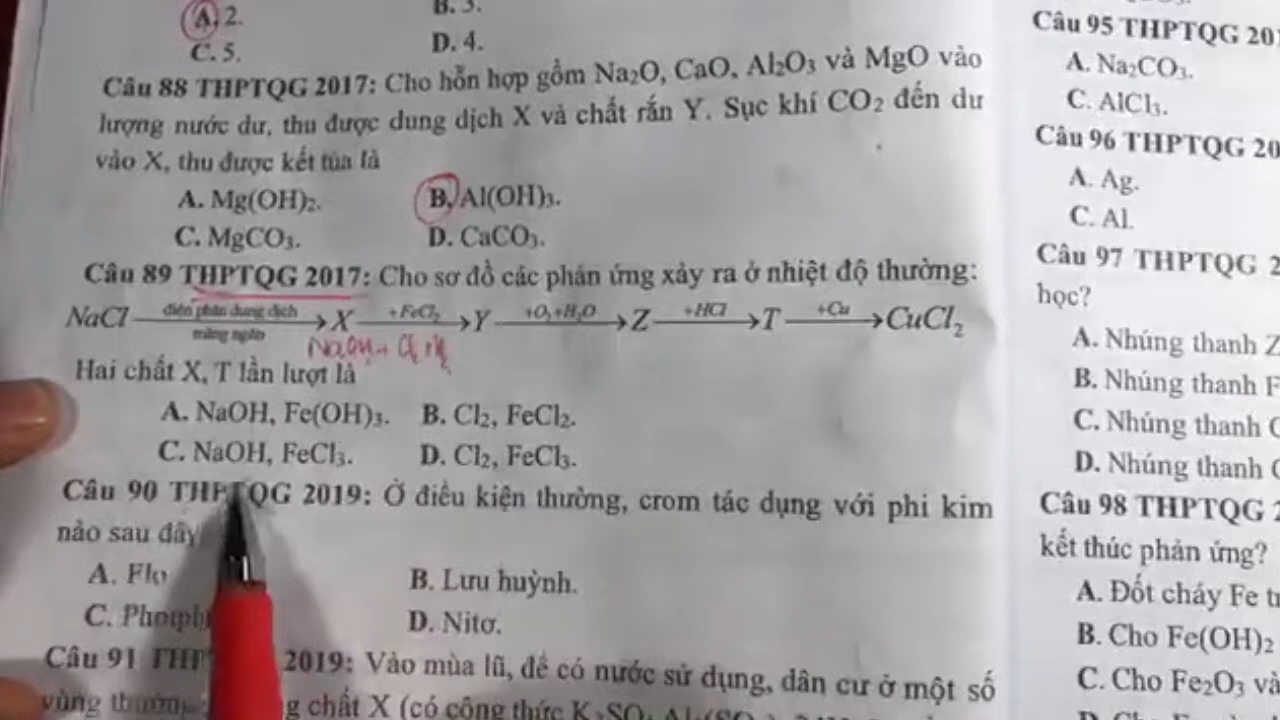 A. 2.
B. 3.
C. 5.
D. 4.
Câu 88 THPTQG 2017: Cho hỗn hợp gồm Na₂O, CaO, Al₂O₃ và MgO vào
lượng nước dư, thu được dung dịch X và chất rắn Y. Sục khí CO₂ đến dư
vào X, thu được kết tủa là
A. Mg(OH)₂.
B. Al(OH)₃.
C. MgCO₃.
D. CaCO₃.
Câu 89 THPTQG 2017: Cho sơ đồ các phản ứng xảy ra ở nhiệt độ thường:
điện phân dung dịch +FeCl₂ +O₂+H₂O +HCl +Cu
NaCl → X → Y → Z → T → CuCl₂
màng ngăn
NaOH +
Hai chất X, T lần lượt là
A. NaOH, Fe(OH)₃. B. Cl₂, FeCl₂.
C. NaOH, FeCl₃. D. Cl₂, FeCl₃.
Câu 90 THPTQG 2019: Ở điều kiện thường, crom tác dụng với phi kim
nào sau đây
A. Flo
B. Lưu huỳnh.
C.
D. Nitơ.
Câu 91 2019: Vào mùa lũ, để có nước sử dụng, dân cư ở một số
vùng chất X (có công thức
Câu 95 THPTQG
A. Na₂CO₃.
C. AlCl₃.
Câu 96 THPTQG
A. Ag.
C. Al.
Câu 97 THPTQG
học?
A. Nhúng thanh
B. Nhúng thanh
C. Nhúng thanh
D. Nhúng thanh
Câu 98 THPTQG
kết thúc phản ứng?
A. Đốt cháy Fe
B. Cho Fe(OH)₂
C. Cho Fe₂O₃ và